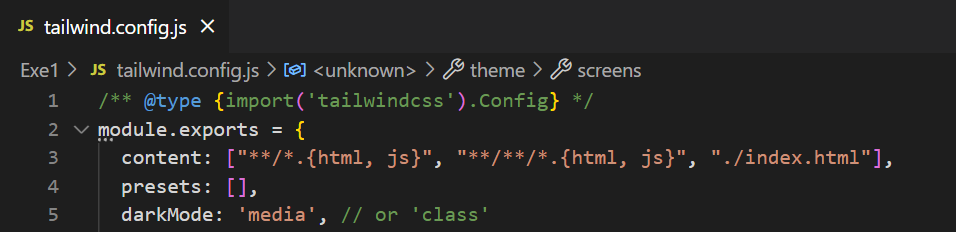 JS tailwind.config.js ×
Exe1 > JS tailwind.config.js > <unknown> > theme > screens
1 /** @type {import('tailwindcss').Config} */
2 module.exports = {
3 content: ["**/*.{html, js}", "**/**/*.{html, js}", "./index.html"],
4 presets: [],
5 darkMode: 'media', // or 'class'